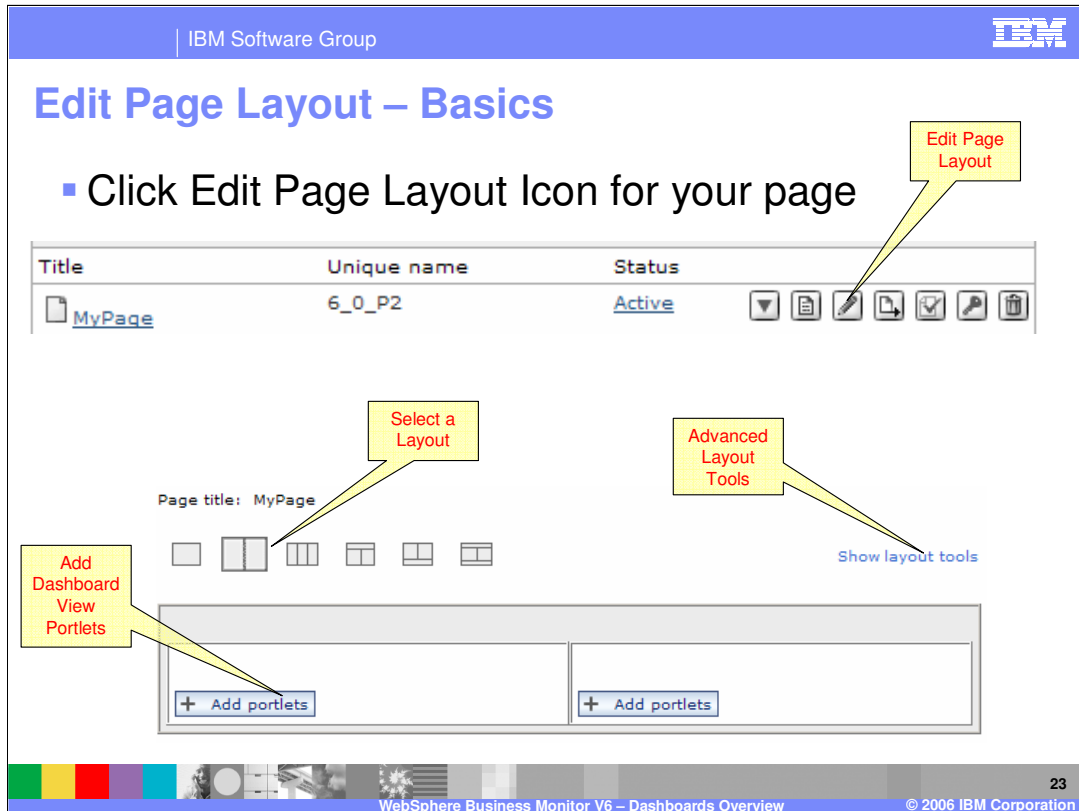 IBM Software Group
IBM
Edit Page Layout – Basics
Edit Page
Layout
Click Edit Page Layout Icon for your page
Title Unique name Status
MyPage 6_0_P2 Active
Select a
Layout
Advanced
Layout
Tools
Page title: MyPage
Show layout tools
Add
Dashboard
View
Portlets
+ Add portlets + Add portlets
23
WebSphere Business Monitor V6 – Dashboards Overview © 2006 IBM Corporation